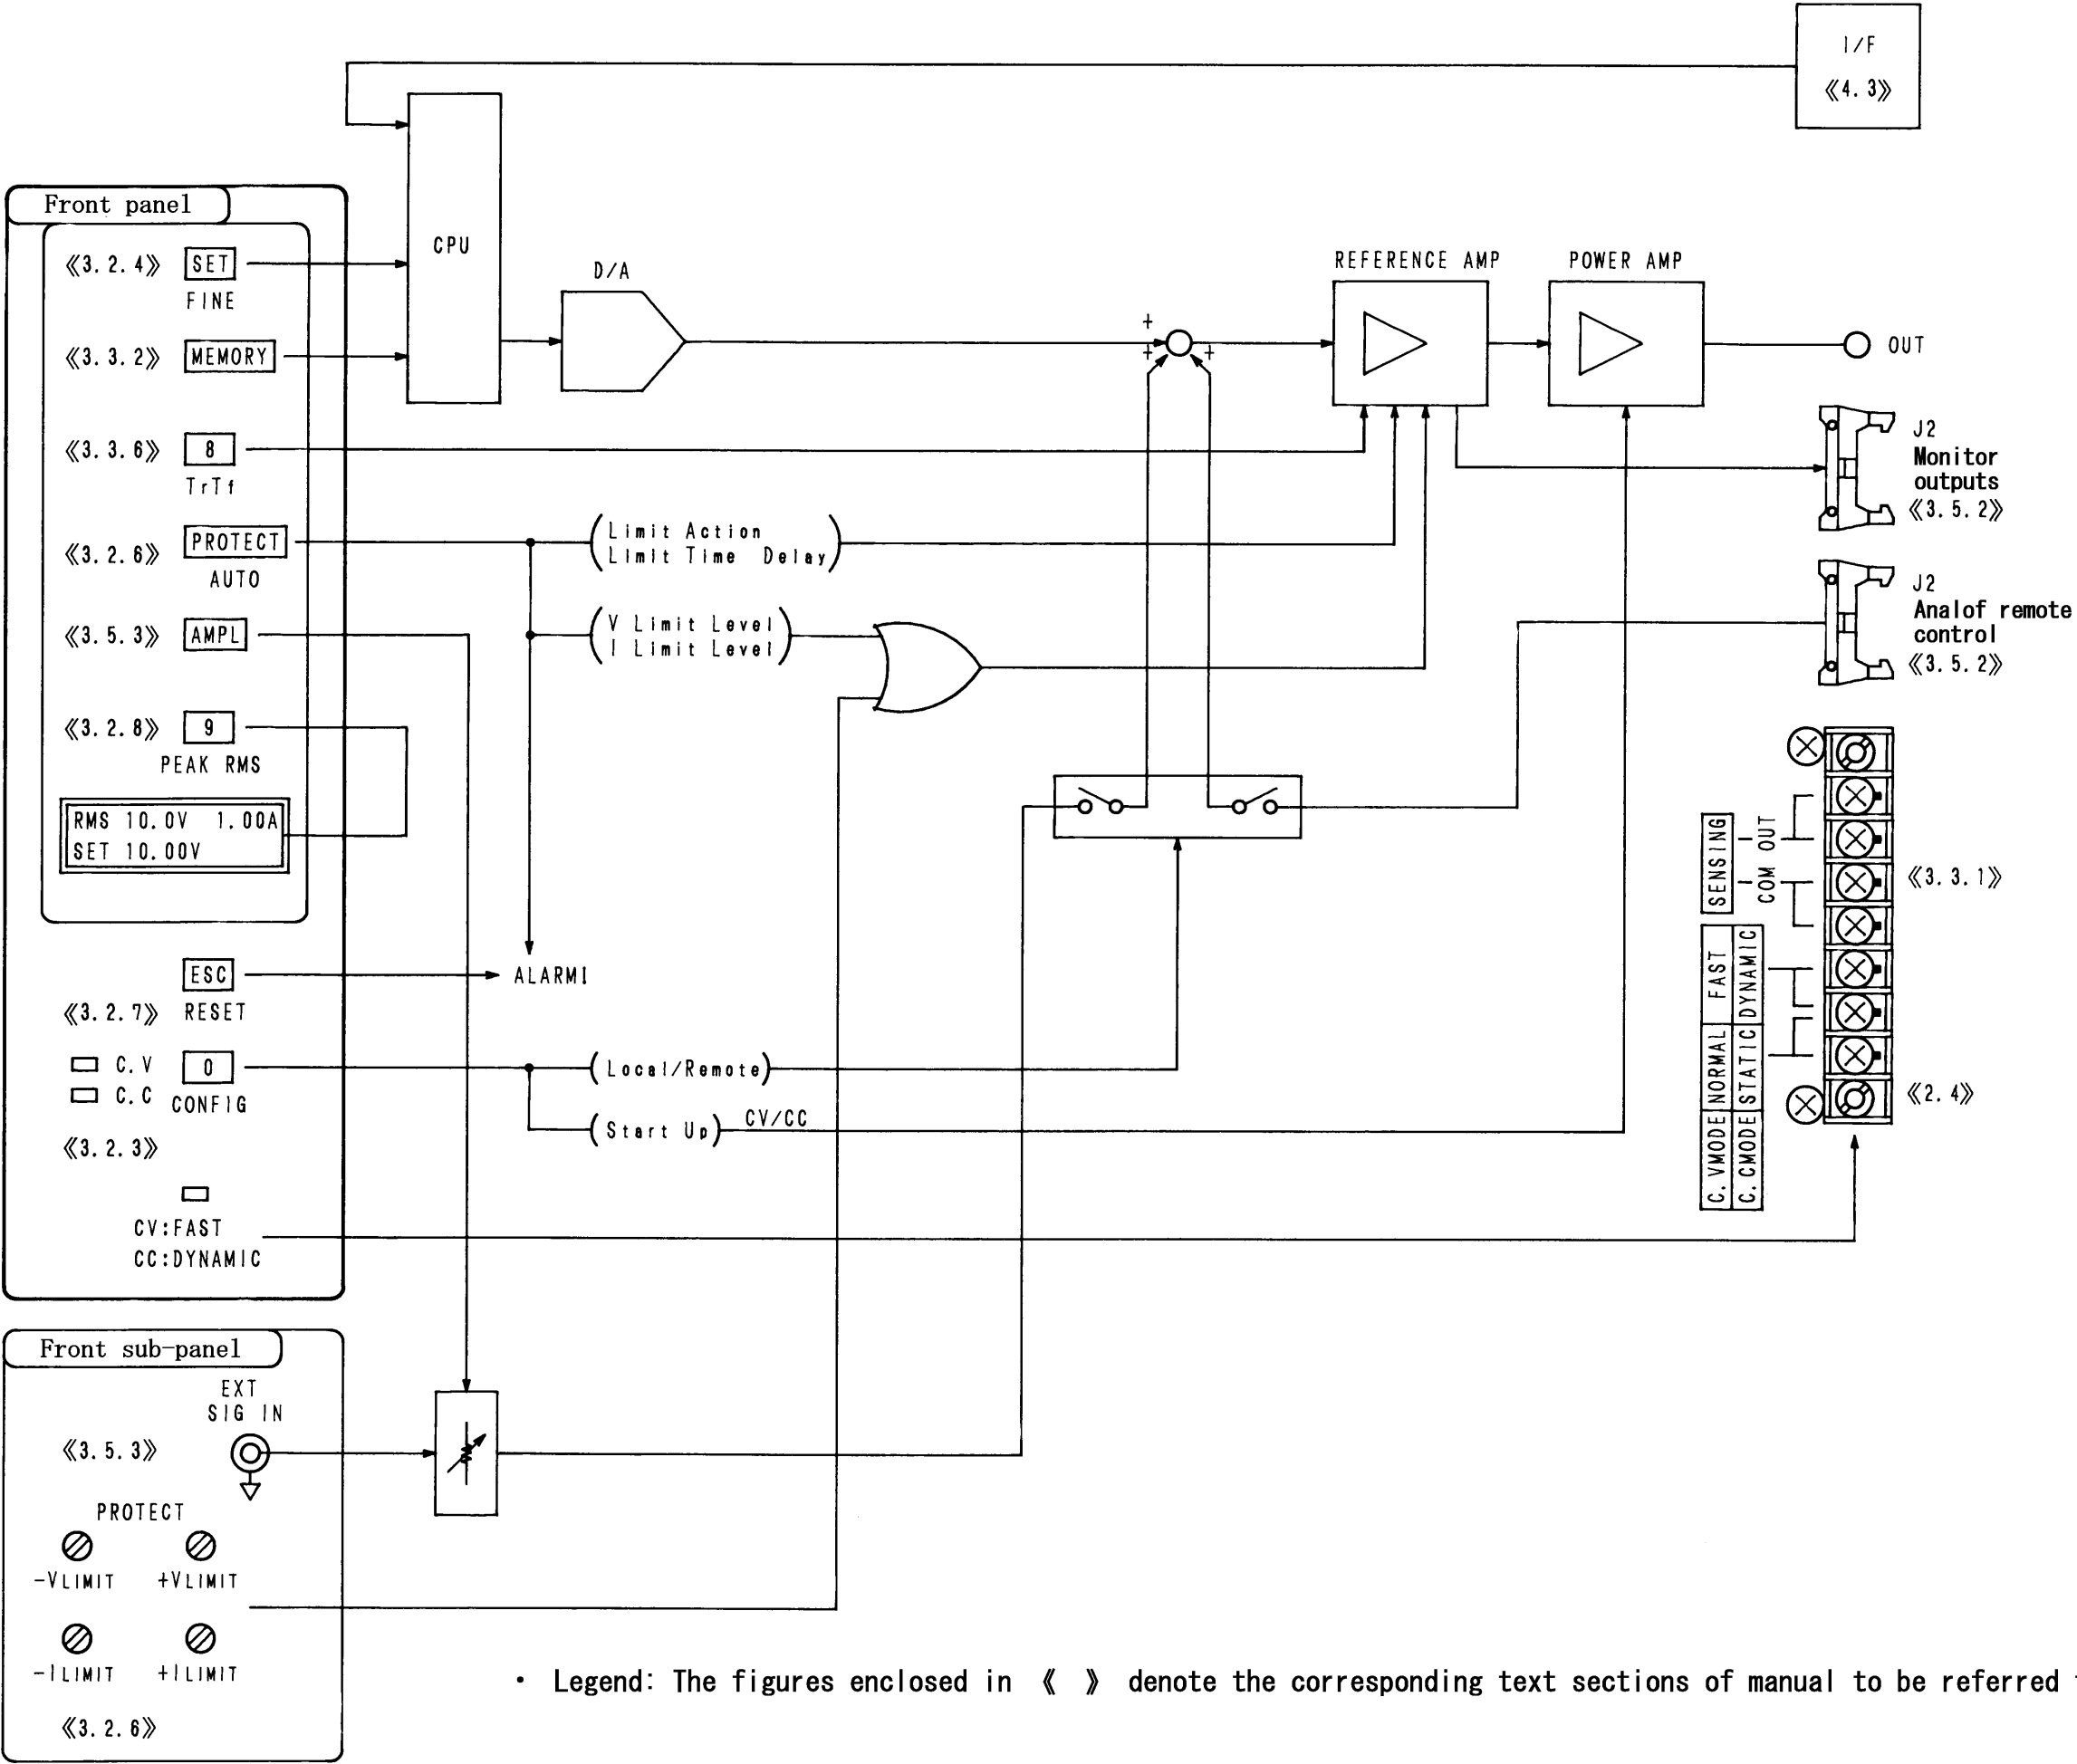 I/F
《4.3》
Front panel
《3.2.4》 SET
FINE
《3.3.2》 MEMORY
《3.3.6》 8
TrTf
《3.2.6》 PROTECT
AUTO
《3.5.3》 AMPL
《3.2.8》 9
PEAK RMS
RMS 10.0V 1.00A
SET 10.00V
ESC
《3.2.7》 RESET
C.V 0
C.C CONFIG
《3.2.3》
CV:FAST
CC:DYNAMIC
CPU
D/A
+
+ +
REFERENCE AMP
POWER AMP
OUT
(Limit Action
Limit Time Delay)
(V Limit Level
I Limit Level)
ALARM!
(Local/Remote)
(Start Up) CV/CC
J2
Monitor
outputs
《3.5.2》
J2
Analof remote
control
《3.5.2》
SENSING
COM OUT
《3.3.1》
C.VMODE NORMAL FAST
C.CMODE STATIC DYNAMIC
《2.4》
Front sub-panel
EXT
SIG IN
《3.5.3》
PROTECT
-VLIMIT +VLIMIT
-ILIMIT +ILIMIT
《3.2.6》
・ Legend: The figures enclosed in 《 》 denote the corresponding text sections of manual to be referred